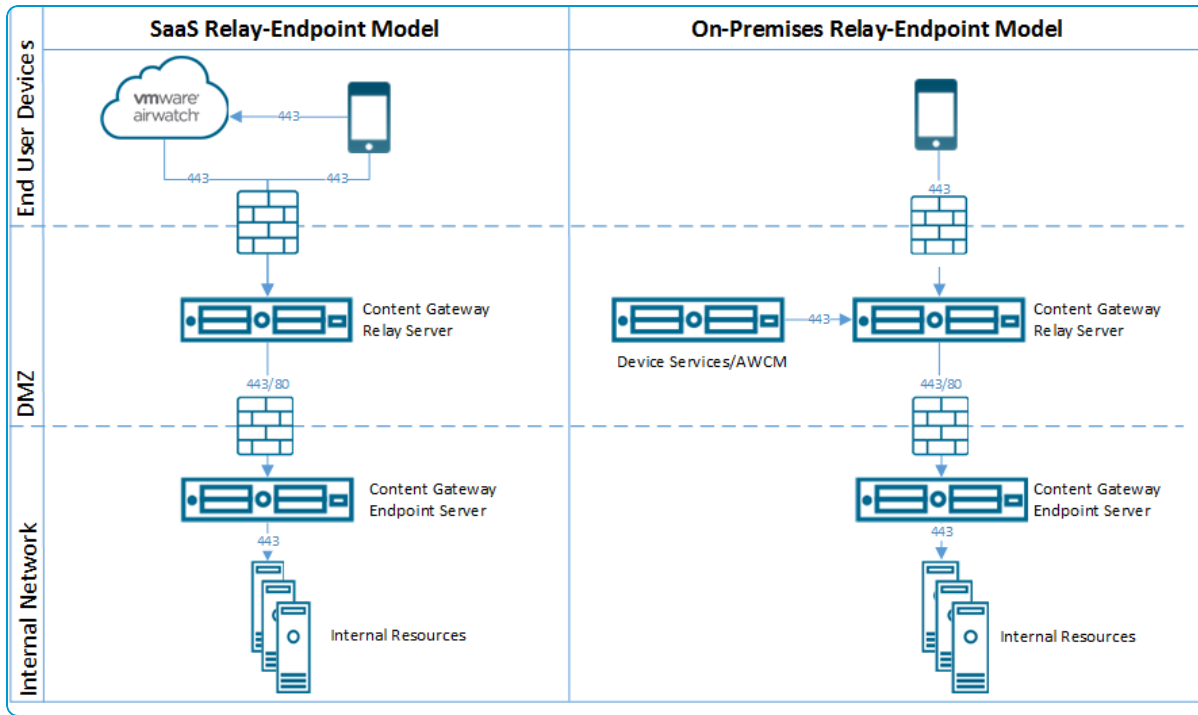 SaaS Relay-Endpoint Model
On-Premises Relay-Endpoint Model
End User Devices
vmware
airwatch
443
443
443
443
Content Gateway
Relay Server
443
Device Services/AWCM
Content Gateway
Relay Server
DMZ
443/80
443/80
Content Gateway
Endpoint Server
Content Gateway
Endpoint Server
Internal Network
443
443
Internal Resources
Internal Resources